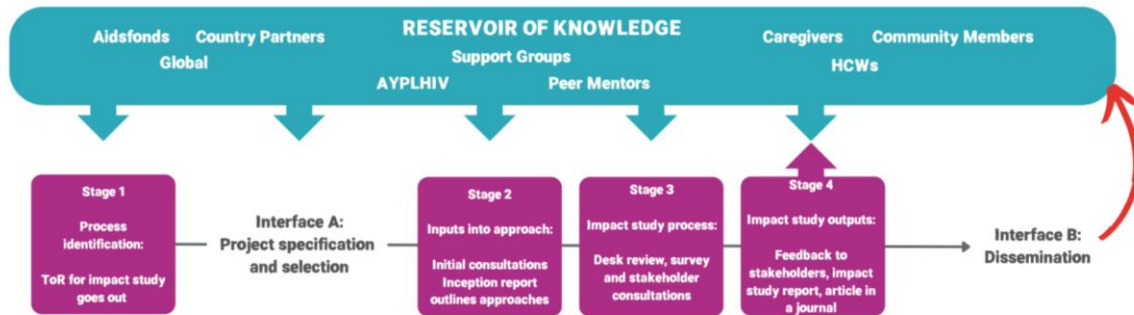 RESERVOIR OF KNOWLEDGE
Aidsfonds Country Partners
Global
Support Groups
AYPLHIV Peer Mentors
Caregivers Community Members
HCWs
Stage 1
Process
identification:
ToR for impact study
goes out
Interface A:
Project specification
and selection
Stage 2
Inputs into approach:
Initial consultations
Inception report
outlines approaches
Stage 3
Impact study process:
Desk review, survey
and stakeholder
consultations
Stage 4
Impact study outputs:
Feedback to
stakeholders, impact
study report, article in
a journal
Interface B:
Dissemination